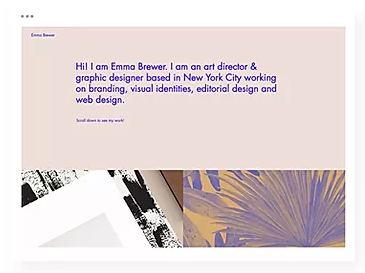 Emma Brewer
Hi! I am Emma Brewer. I am an art director &
graphic designer based in New York City working
on branding, visual identities, editorial design and
web design.
Scroll down to see my work!